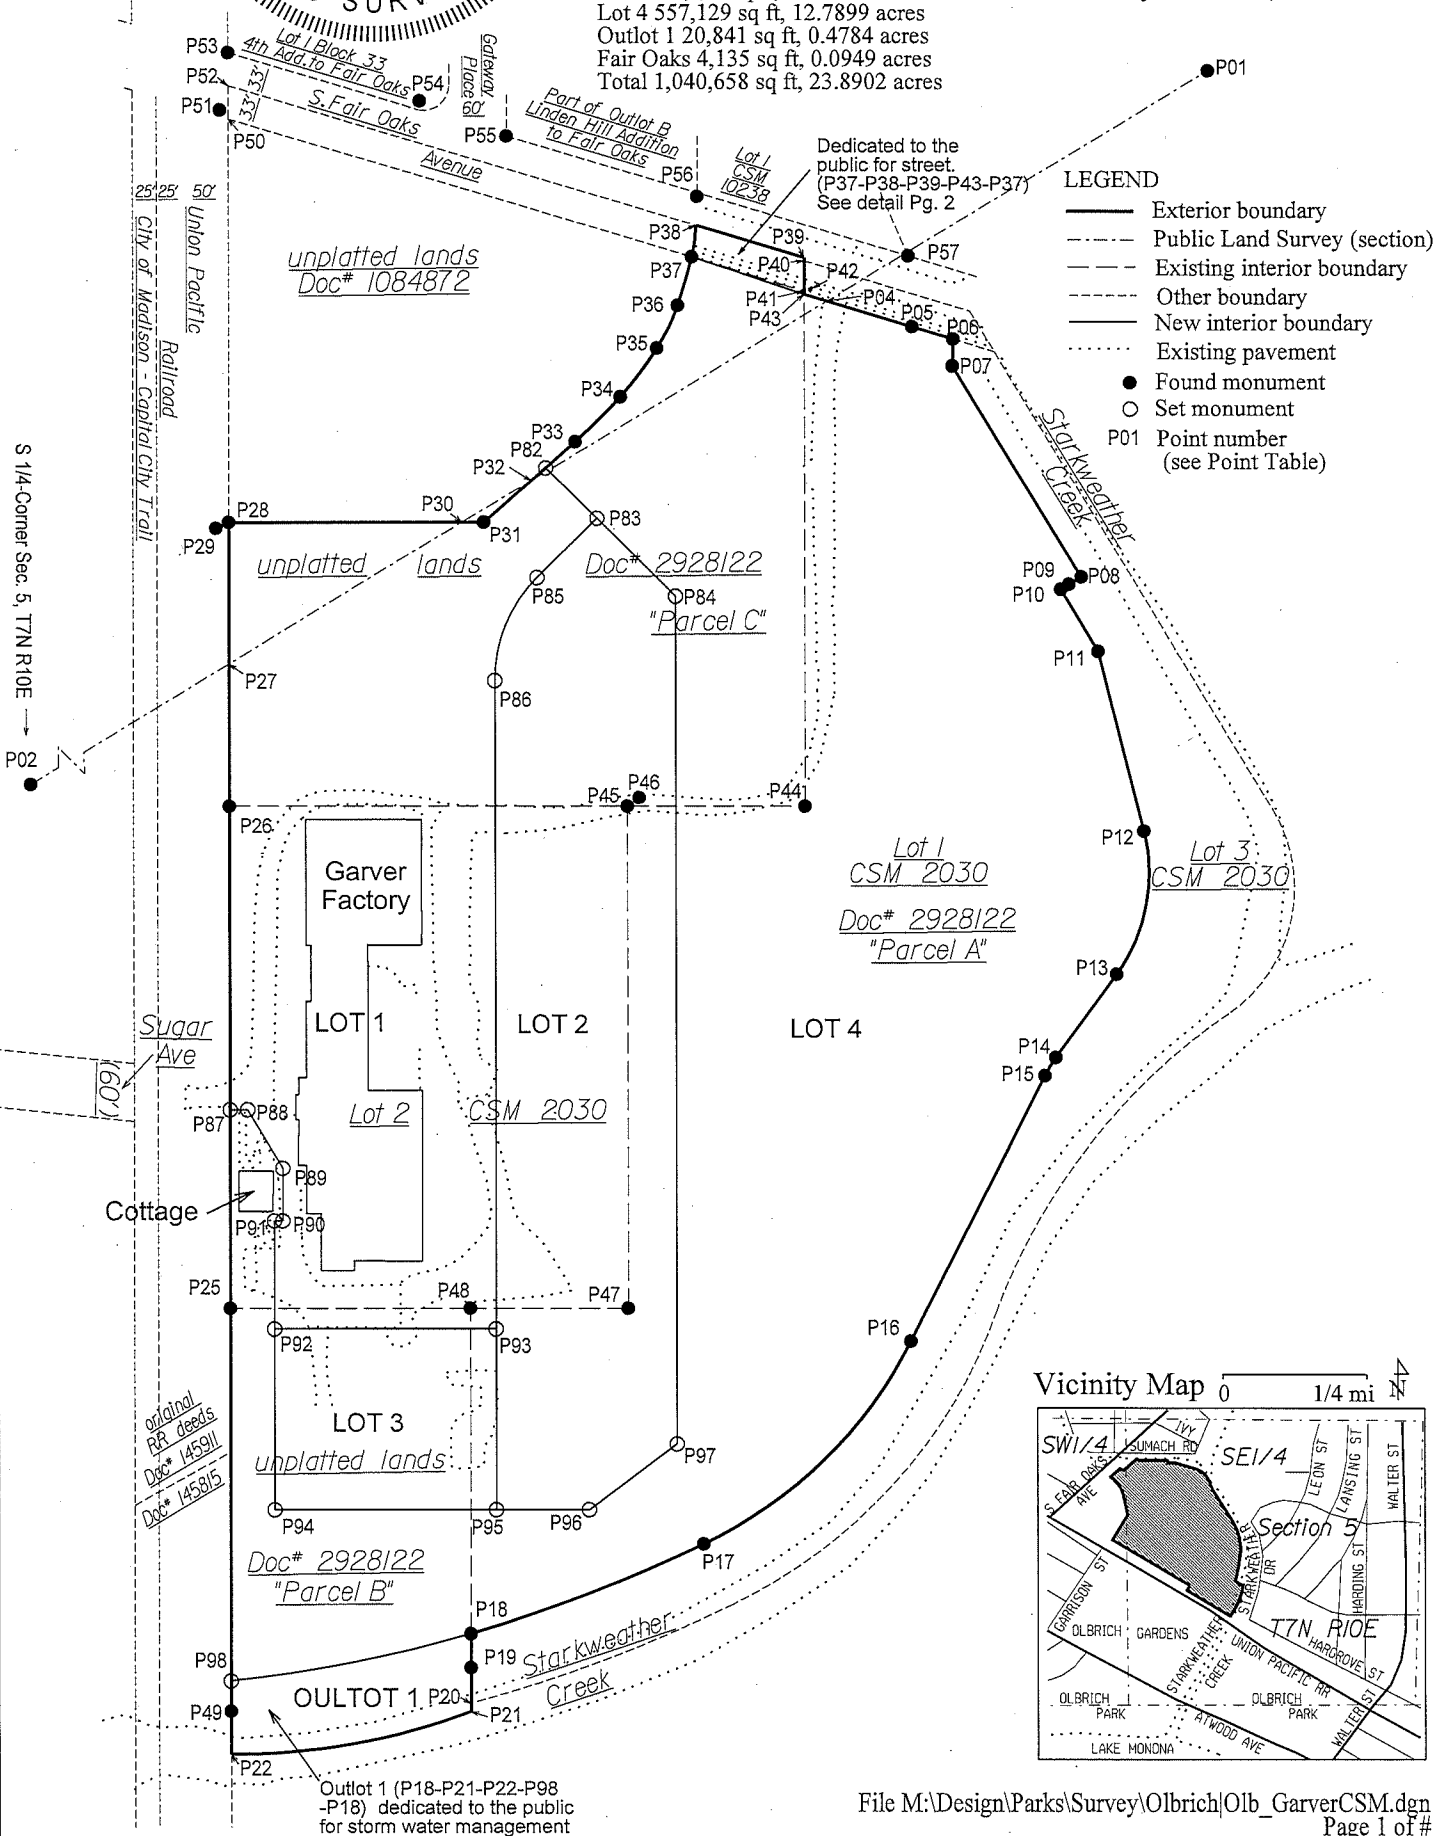 SUR
Lot 4 557,129 sq ft, 12.7899 acres
Outlot 1 20,841 sq ft, 0.4784 acres
Fair Oaks 4,135 sq ft, 0.0949 acres
Total 1,040,658 sq ft, 23.8902 acres
P53
Lot 1 Block 33
4th Add. to Fair Oaks
P54
P52
P51
33' 33'
P50
S. Fair Oaks
Avenue
Gateway
Place
60'
P55
Part of Outlot B
Linden Hill Addition
to Fair Oaks
P56
Lot 1
CSM
10238
Dedicated to the
public for street.
(P37-P38-P39-P43-P37)
See detail Pg. 2
P01
P57
LEGEND
Exterior boundary
Public Land Survey (section)
Existing interior boundary
Other boundary
New interior boundary
Existing pavement
Found monument
Set monument
P01 Point number
(see Point Table)
25' 25' 50'
City of Madison - Capital City Trail
Union Pacific
Railroad
unplatted lands
Doc# 1084872
P38
P39
P37
P40
P42
P41
P04
P43
P36
P05
P06
P07
P35
P34
P33
P82
P32
Starkweather
Creek
S 1/4-Corner Sec. 5, T7N R10E
P28
P30
P31
P29
P83
unplatted lands
Doc# 2928122
P85
P84
"Parcel C"
P09
P08
P10
P11
P27
P86
P02
P26
P45
P46
P44
P12
Garver
Factory
Lot 1
CSM 2030
Lot 3
CSM 2030
Doc# 2928122
"Parcel A"
P13
LOT 1
LOT 2
LOT 4
Sugar
Ave
(60')
P14
P15
P87
P88
Lot 2
CSM 2030
P89
Cottage
P91
P90
P25
P48
P47
P92
P93
P16
original
RR deeds
Doc# 145911
Doc# 145815
LOT 3
unplatted lands
P97
P94
P95
P96
Doc# 2928122
"Parcel B"
P17
P18
P98
P19
Starkweather
Creek
OULTOT 1
P20
P49
P21
P22
Outlot 1 (P18-P21-P22-P98
-P18) dedicated to the public
for storm water management
Vicinity Map
0
1/4 mi
N
SW1/4
IVY
SUMACH RD
SE1/4
S FAIR OAKS
AVE
LEON ST
LANSING ST
WALTER ST
Section 5
STARKWEATHER
DR
HARDING ST
GARRISON ST
T7N R10E
HARGROVE ST
OLBRICH GARDENS
STARKWEATHER
CREEK
UNION PACIFIC RR
OLBRICH
PARK
OLBRICH
PARK
WALTER ST
ATWOOD AVE
LAKE MONONA
File M:\Design\Parks\Survey\Olbrich|Olb_GarverCSM.dgn
Page 1 of #